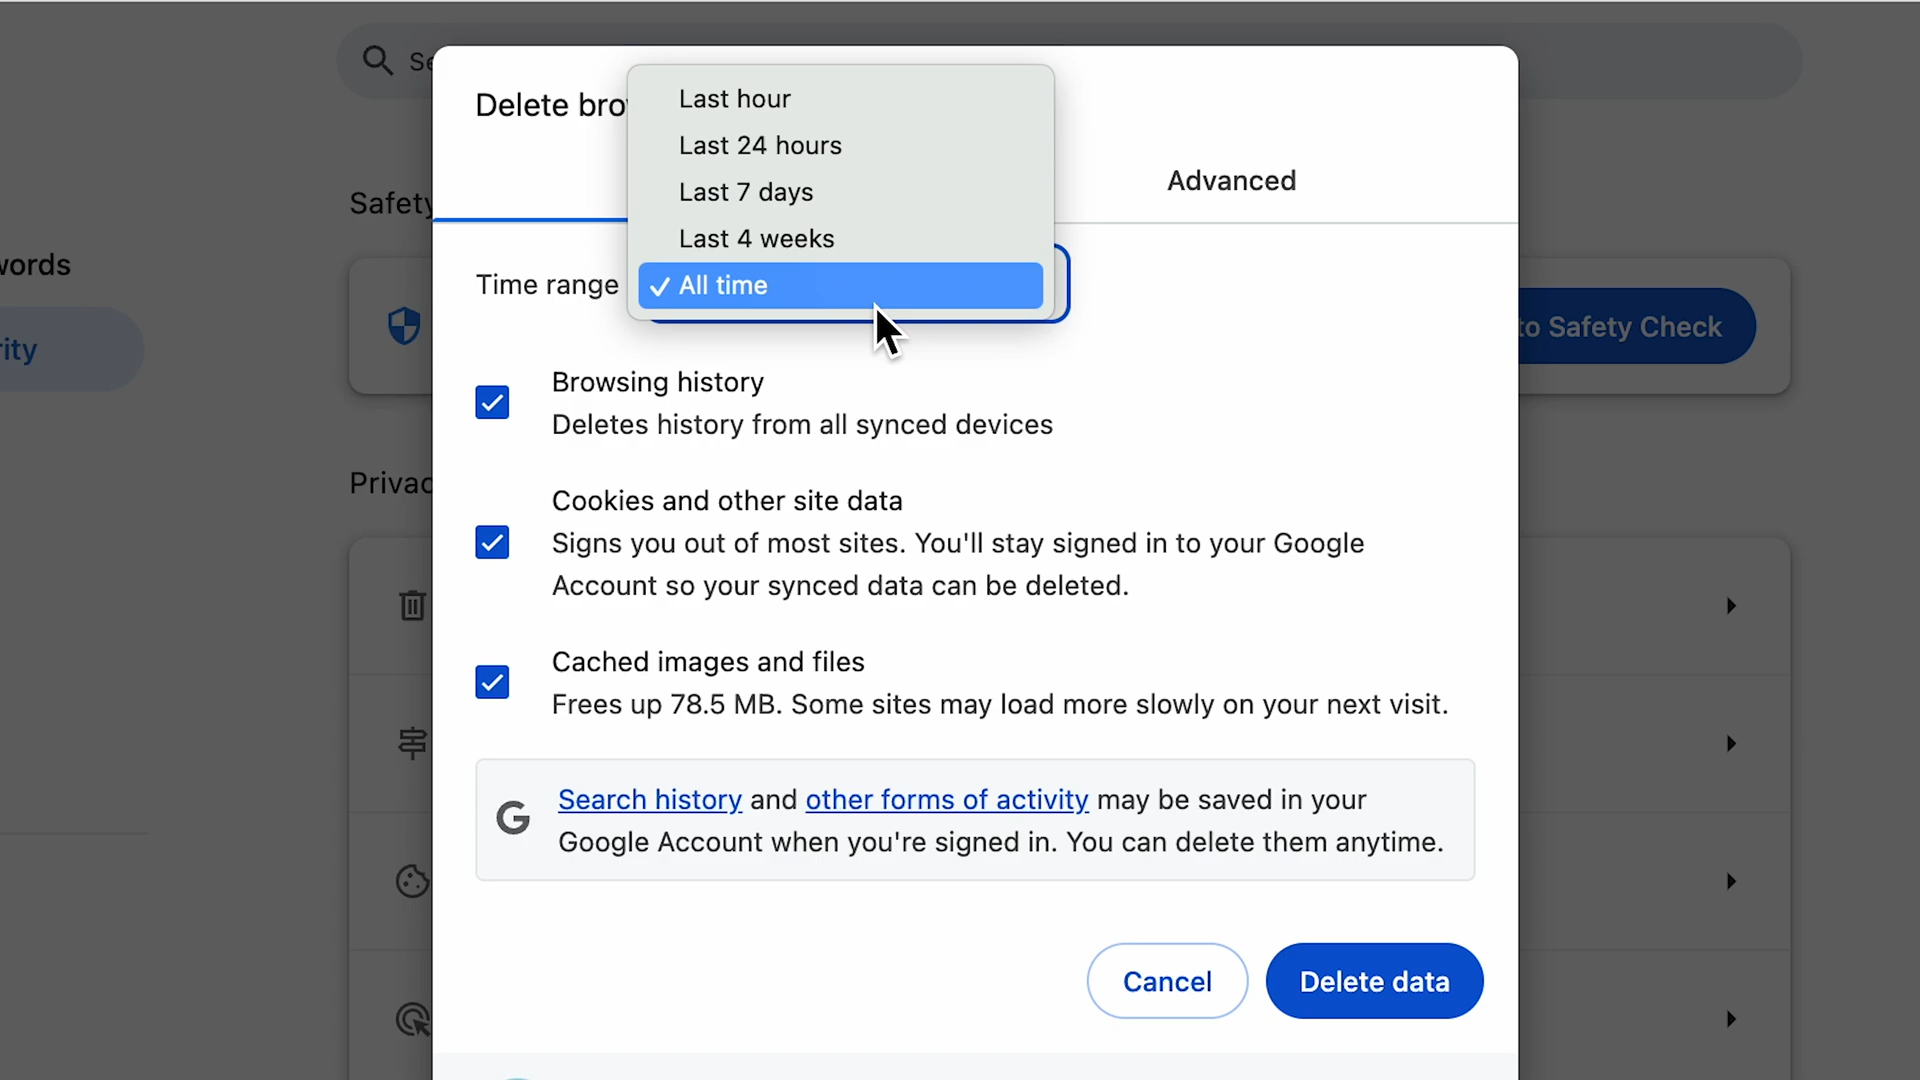 Se
Delete bro
Last hour
Last 24 hours
Last 7 days
Last 4 weeks
✓ All time
Advanced
Safety
words
rity
Time range
to Safety Check
Browsing history
Deletes history from all synced devices
Privac
Cookies and other site data
Signs you out of most sites. You'll stay signed in to your Google
Account so your synced data can be deleted.
Cached images and files
Frees up 78.5 MB. Some sites may load more slowly on your next visit.
G
Search history and other forms of activity may be saved in your
Google Account when you're signed in. You can delete them anytime.
Cancel
Delete data